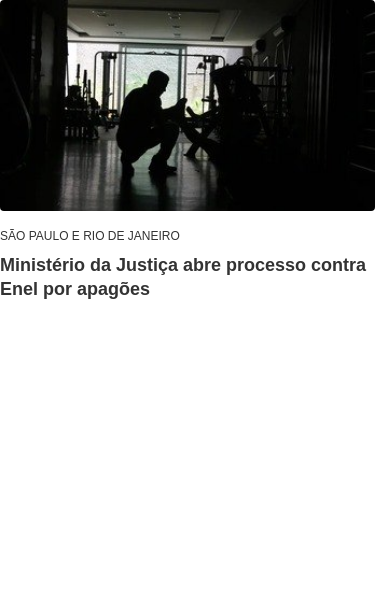 SÃO PAULO E RIO DE JANEIRO
Ministério da Justiça abre processo contra
Enel por apagões